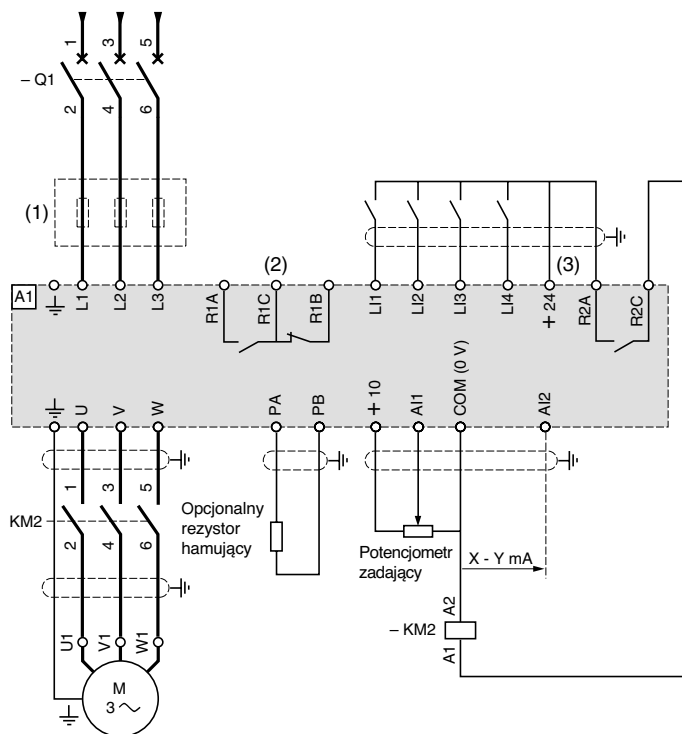 1 3 5
– Q1
2 4 6
(1) (2) (3)
A1
L1 L2 L3 R1A R1C R1B LI1 LI2 LI3 LI4 + 24 R2A R2C
U V W PA PB + 10 AI1 COM (0 V) AI2
1 3 5
KM2
2 4 6
Opcjonalny
rezystor
hamujący
Potencjometr
zadający
X - Y mA
A2
– KM2
A1
U1 V1 W1
M
3